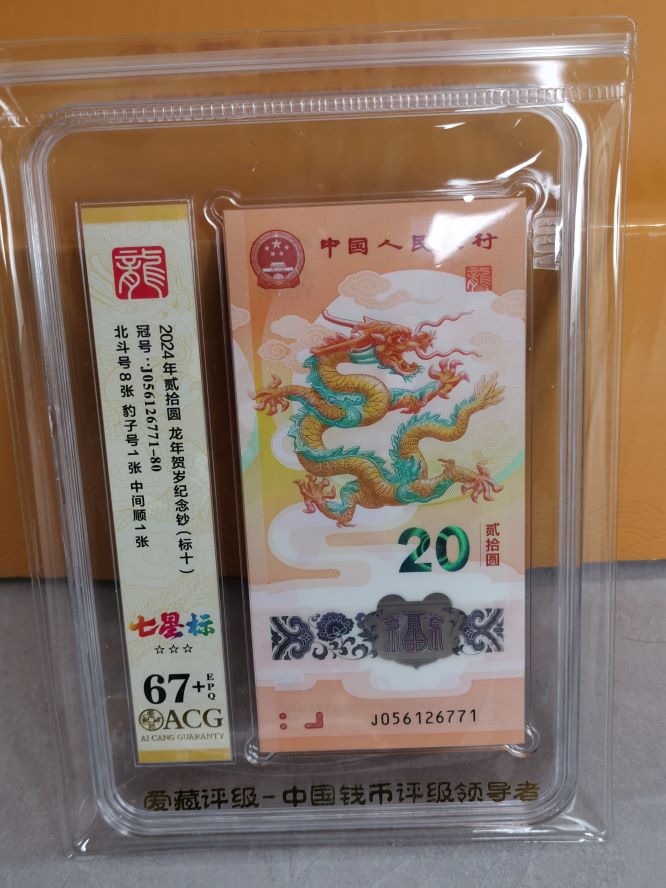 龍
2024年贰拾圆 龙年贺岁纪念钞（标十）
冠号：J056126771-80
北斗号8张 豹子号1张 中间顺1张
七星标
☆☆☆
67+EPQ
ACG
AI CANG GUARANTY
中国人民银行
龍
20
贰拾圆
J056126771
爱藏评级-中国钱币评级领导者